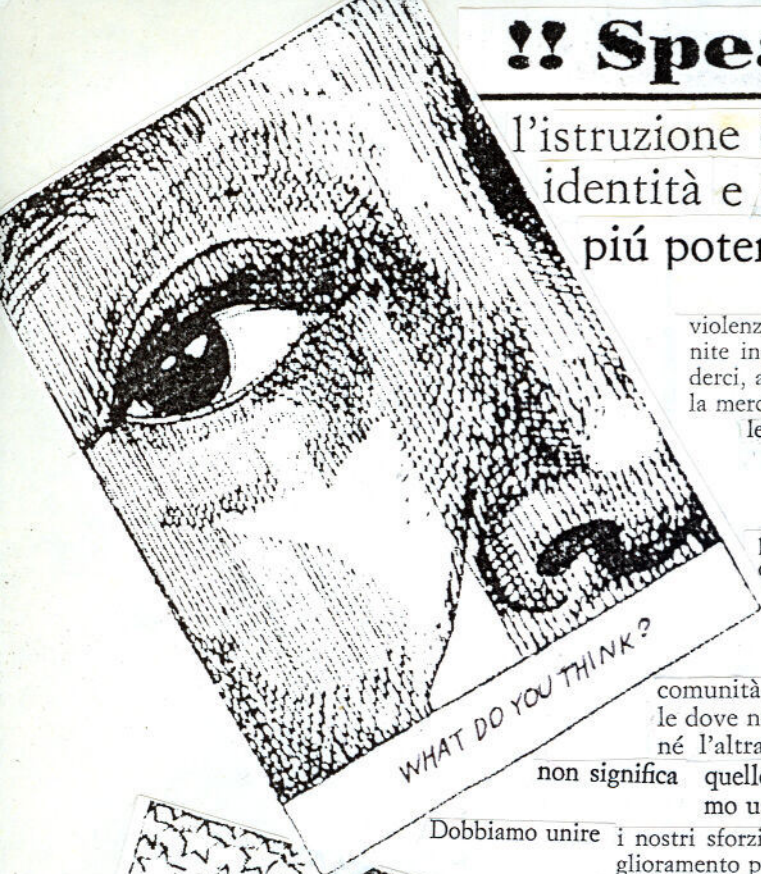 !! Spe
l'istruzione
identità e
piú poter
violenz
nite in
derci, a
la merc
le
WHAT DO YOU THINK?
comunità
le dove n
né l'altra
non significa quell
mo u
Dobbiamo unire i nostri sforzi
glioramento p